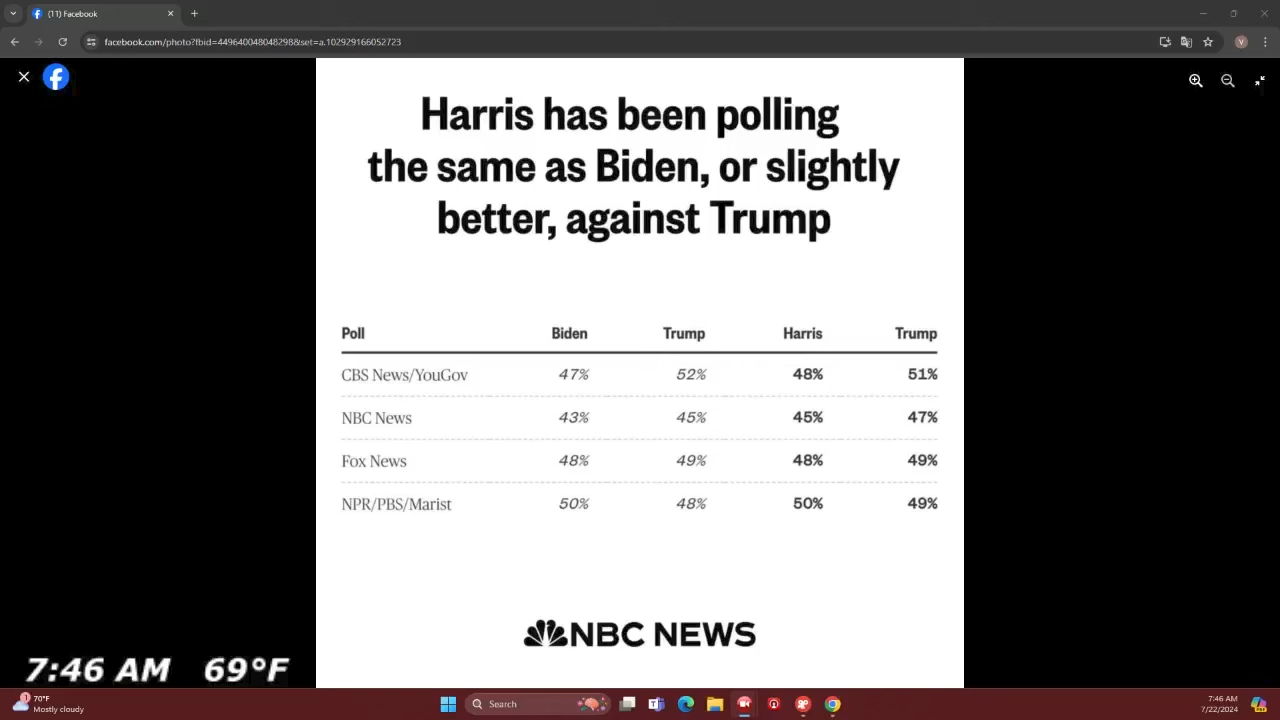 (11) Facebook
facebook.com/photo?fbid=449640048048298&set=a.102929166052723
V
Harris has been polling
the same as Biden, or slightly
better, against Trump
Poll Biden Trump Harris Trump
CBS News/YouGov 47% 52% 48% 51%
NBC News 43% 45% 45% 47%
Fox News 48% 49% 48% 49%
NPR/PBS/Marist 50% 48% 50% 49%
NBC NEWS
7:46 AM 69°F
1
70°F
Mostly cloudy
Search
7:46 AM
7/22/2024